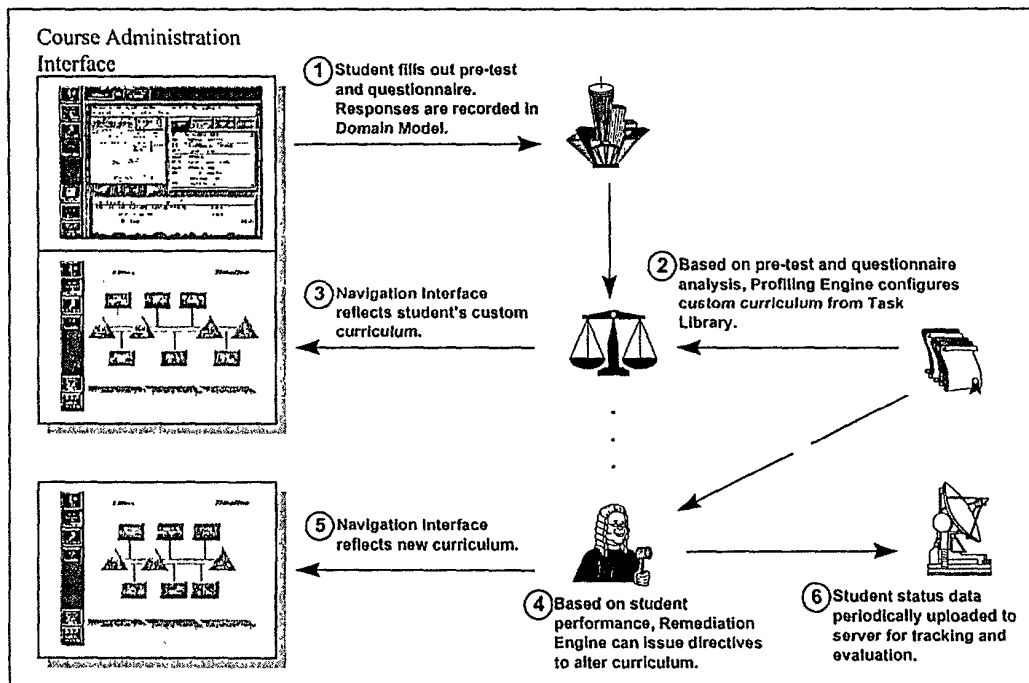 Course Administration
Interface
1 Student fills out pre-test
and questionnaire.
Responses are recorded in
Domain Model.
2 Based on pre-test and questionnaire
analysis, Profiling Engine configures
custom curriculum from Task
Library.
3 Navigation Interface
reflects student's custom
curriculum.
Timeline
5 Navigation Interface
reflects new curriculum.
Timeline
4 Based on student
performance, Remediation
Engine can issue directives
to alter curriculum.
6 Student status data
periodically uploaded to
server for tracking and
evaluation.